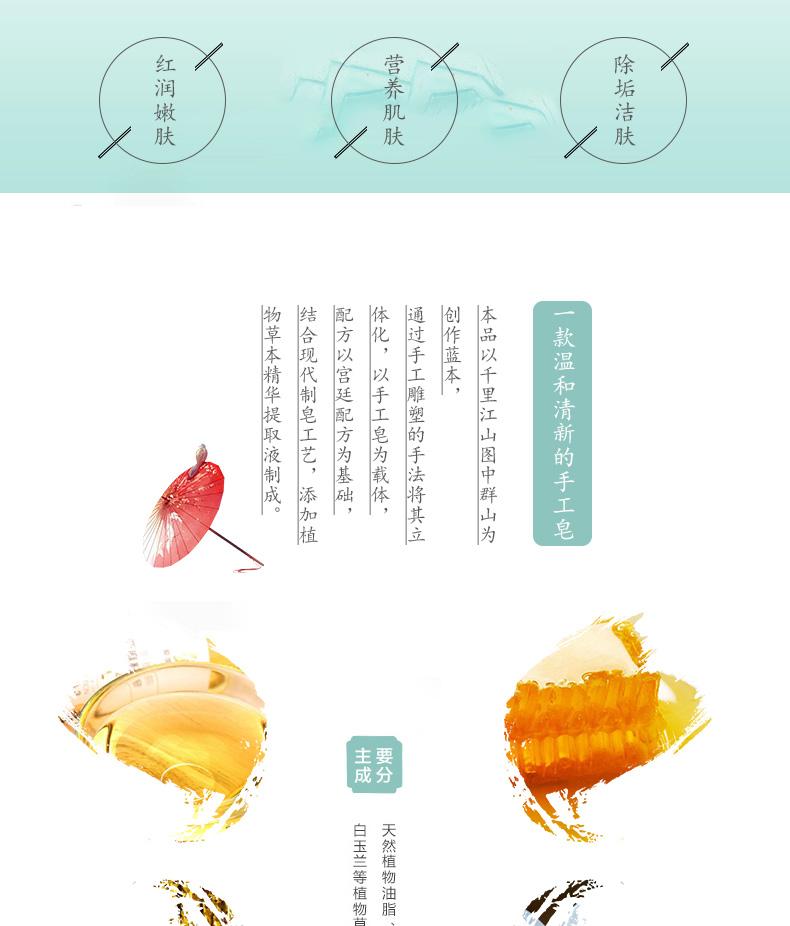 红润嫩肤
营养肌肤
除垢洁肤
一款温和清新的手工皂
本品以千里江山图中群山为
创作蓝本，
通过手工雕塑的手法将其立
体化，以手工皂为载体，
配方以宫廷配方为基础，
结合现代制皂工艺，添加植
物草本精华提取液制成。
主要
成分
天然植物油脂、
白玉兰等植物草